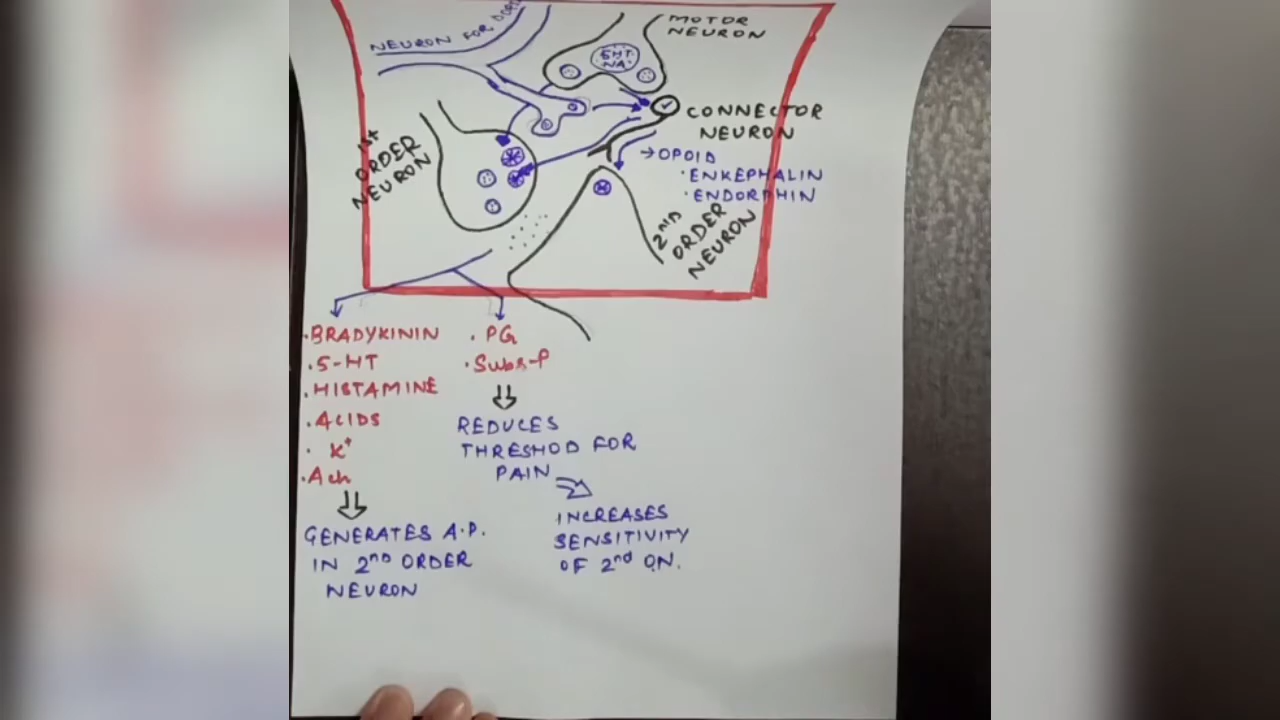 NEURON FOR
MOTOR
NEURON
5HT
NA
CONNECTOR
NEURON
1st
ORDER
NEURON
→OPOID
·ENKEPHALIN
·ENDORPHIN
2ND
ORDER
NEURON
·BRADYKININ
·5-HT
·HISTAMINE
·ACIDS
· K+
·Ach
· PG
·Subs-P
REDUCES
THRESHOD FOR
PAIN
GENERATES A.P.
IN 2nd ORDER
NEURON
INCREASES
SENSITIVITY
OF 2nd O.N.